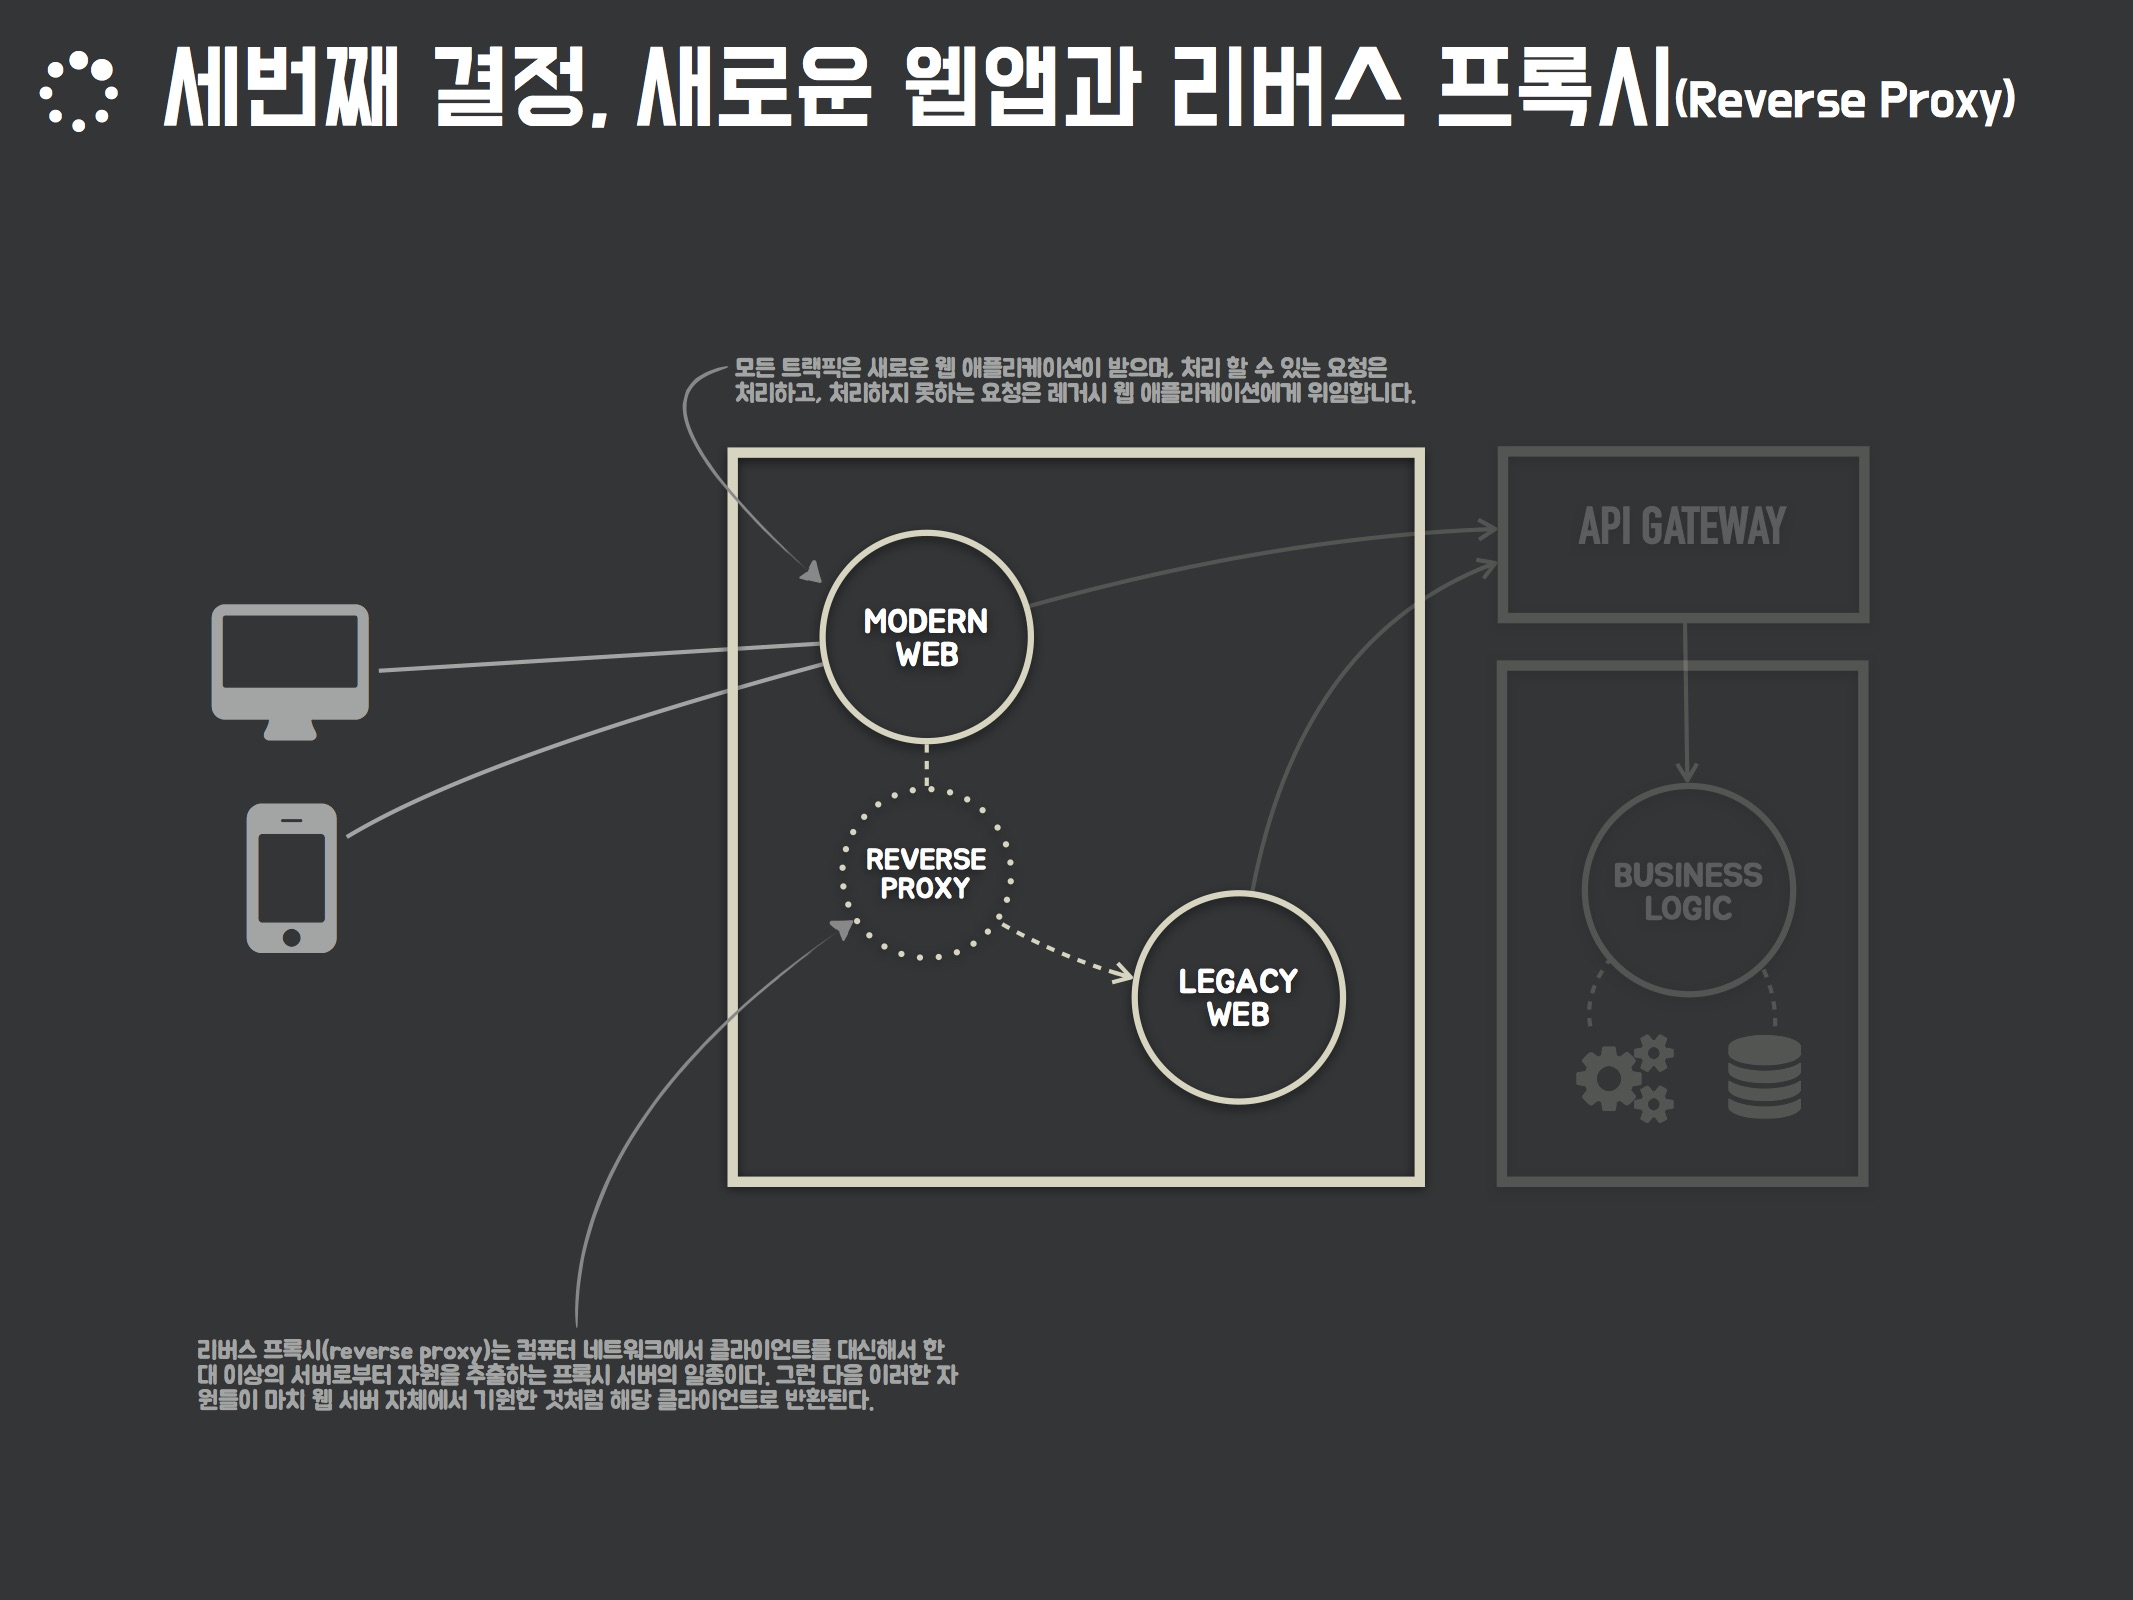 세번째 결정, 새로운 웹앱과 리버스 프록시(Reverse Proxy)
모든 트랙픽은 새로운 웹 애플리케이션이 받으며, 처리 할 수 있는 요청은
처리하고, 처리하지 못하는 요청은 레거시 웹 애플리케이션에게 위임합니다.
API GATEWAY
MODERN
WEB
REVERSE
PROXY
LEGACY
WEB
BUSINESS
LOGIC
리버스 프록시(reverse proxy)는 컴퓨터 네트워크에서 클라이언트를 대신해서 한
대 이상의 서버로부터 자원을 추출하는 프록시 서버의 일종이다. 그런 다음 이러한 자
원들이 마치 웹 서버 자체에서 기원한 것처럼 해당 클라이언트로 반환된다.